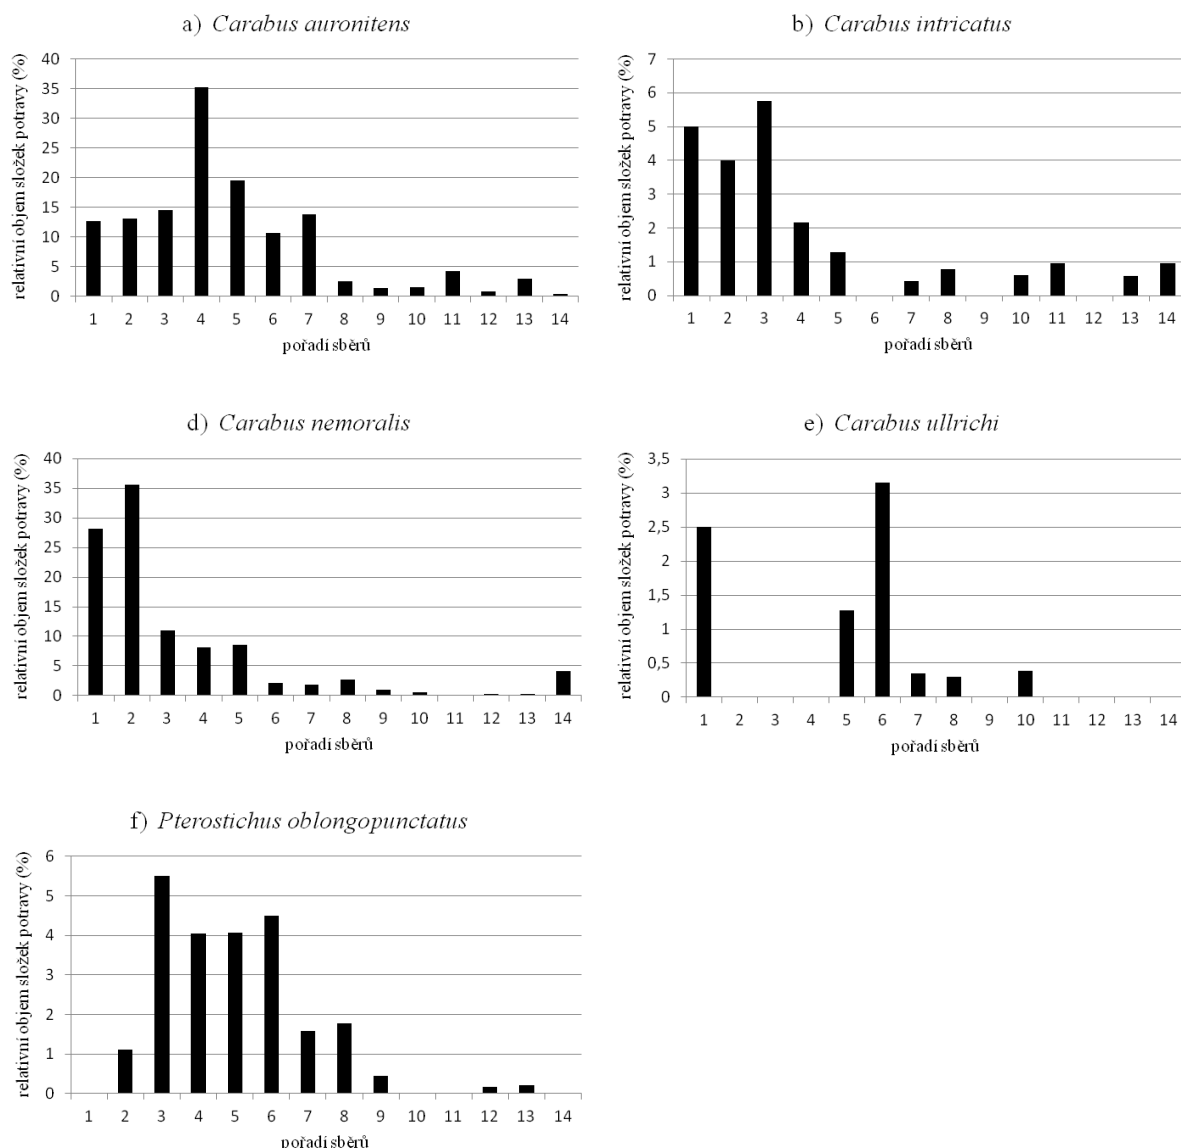 a) Carabus auronitens
relativní objem složek potravy (%)
40
35
30
25
20
15
10
5
0
1 2 3 4 5 6 7 8 9 10 11 12 13 14
pořadí sběrů
b) Carabus intricatus
relativní objem složek potravy (%)
7
6
5
4
3
2
1
0
1 2 3 4 5 6 7 8 9 10 11 12 13 14
pořadí sběrů
d) Carabus nemoralis
relativní objem složek potravy (%)
40
35
30
25
20
15
10
5
0
1 2 3 4 5 6 7 8 9 10 11 12 13 14
pořadí sběrů
e) Carabus ullrichi
relativní objem složek potravy (%)
3,5
3
2,5
2
1,5
1
0,5
0
1 2 3 4 5 6 7 8 9 10 11 12 13 14
pořadí sběrů
f) Pterostichus oblongopunctatus
relativní objem složek potravy (%)
6
5
4
3
2
1
0
1 2 3 4 5 6 7 8 9 10 11 12 13 14
pořadí sběrů